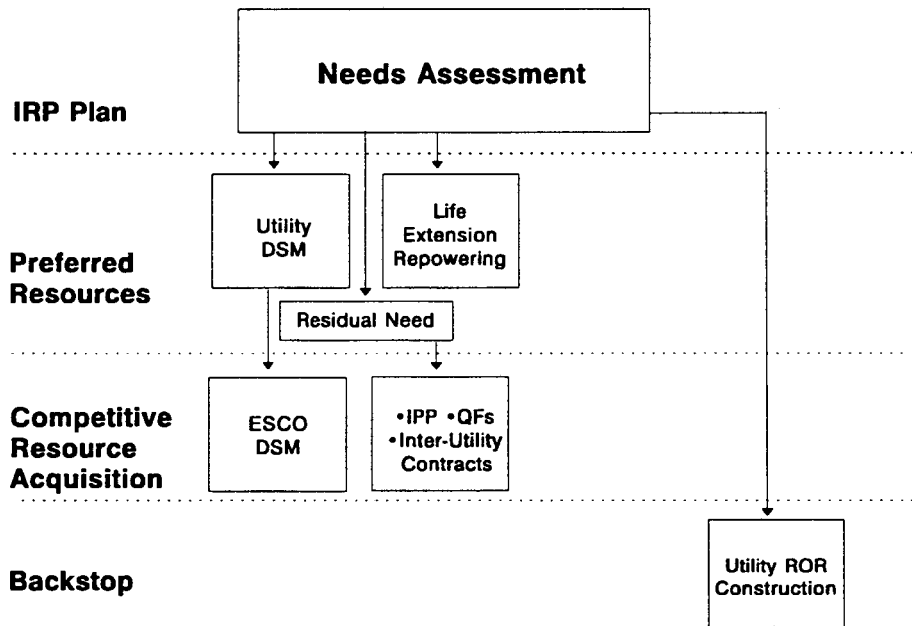 Needs Assessment
IRP Plan
Utility
DSM
Life
Extension
Repowering
Preferred
Resources
Residual Need
Competitive
Resource
Acquisition
ESCO
DSM
•IPP •QFs
•Inter-Utility
Contracts
Backstop
Utility ROR
Construction